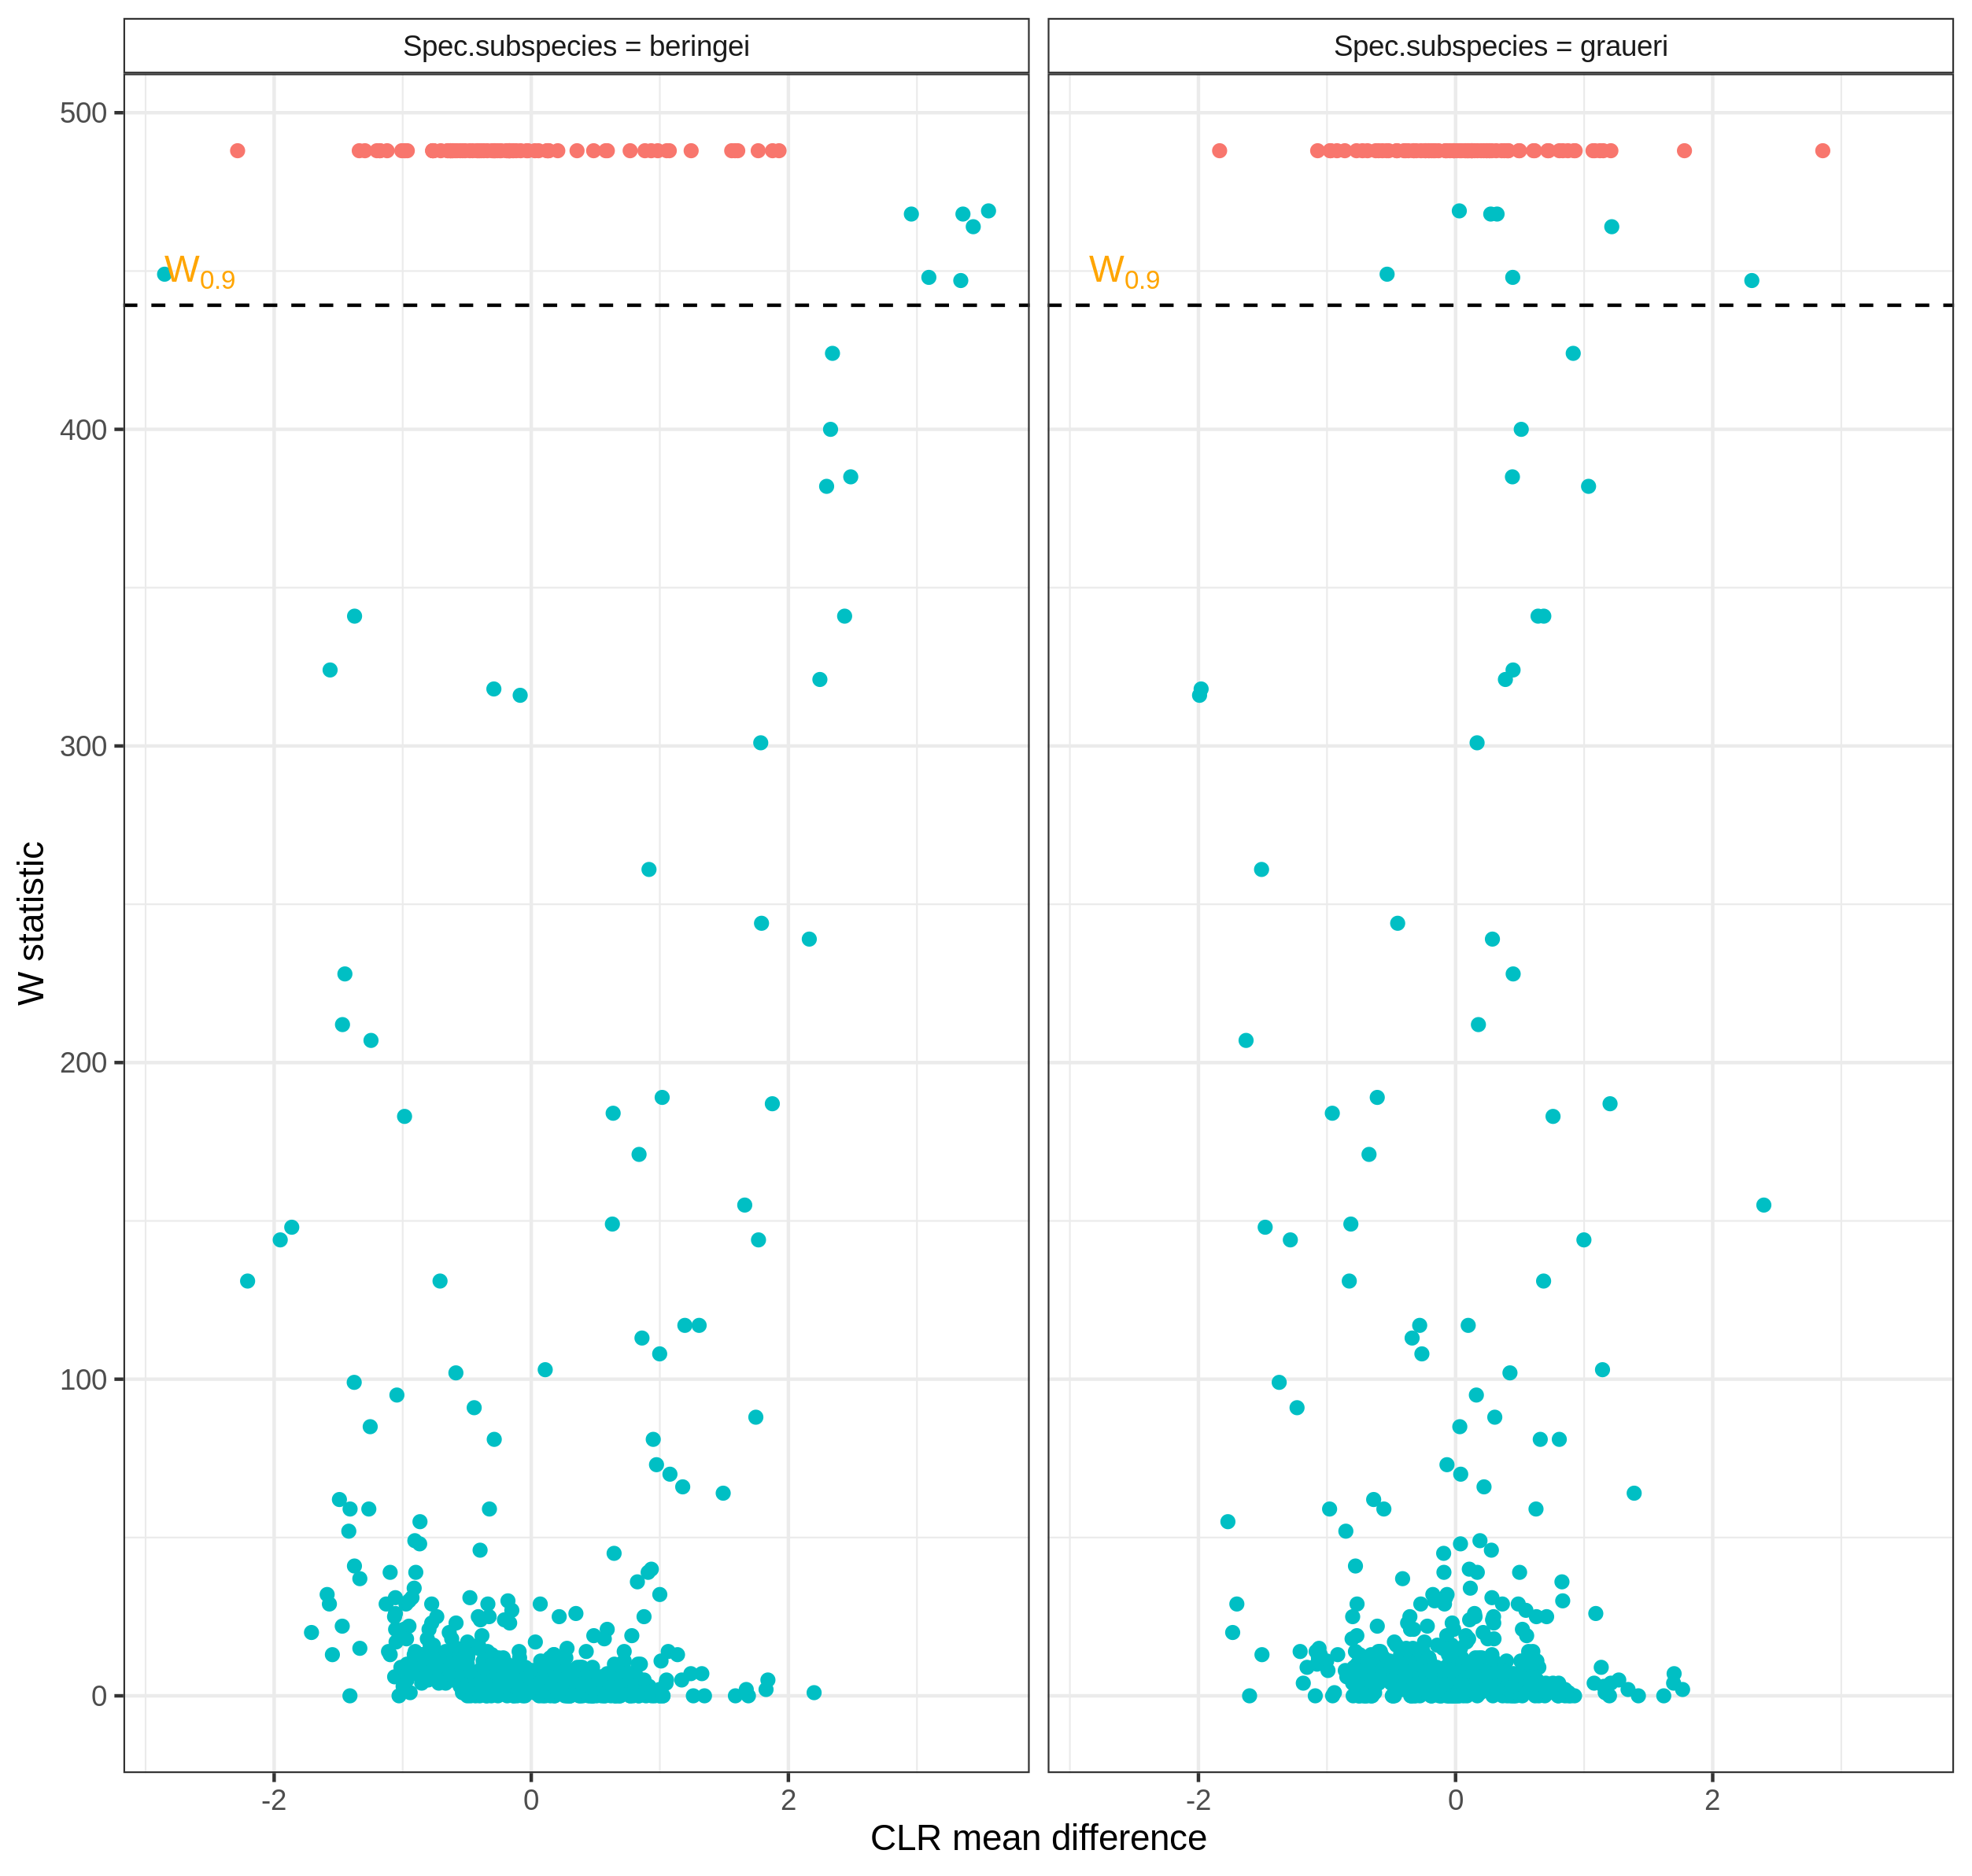 Spec.subspecies = beringei
Spec.subspecies = graueri
500
400
300
200
100
0
W statistic
W0.9
W0.9
-2 0 2
-2 0 2
CLR mean difference